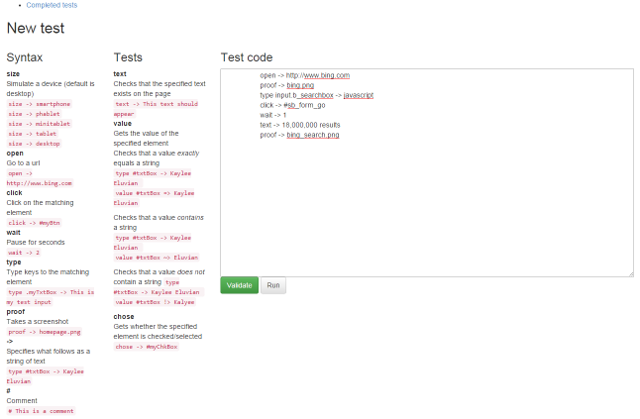 Completed tests
New test
Syntax
size
Simulate a device (default is
desktop)
size -> smartphone
size -> phablet
size -> minitablet
size -> tablet
size -> desktop
open
Go to a url
open ->
http://www.bing.com
click
Click on the matching
element
click -> #myBtn
wait
Pause for seconds
wait -> 2
type
Type keys to the matching
element
type .myTxtBox -> This is
my text input
proof
Takes a screenshot
proof -> homepage.png
->
Specifies what follows as a
string of text
type #txtBox -> Kaylee
Eluvian
#
Comment
# This is a comment
Tests
text
Checks that the specified text
exists on the page
text -> This text should
appear
value
Gets the value of the
specified element
Checks that a value exactly
equals a string
type #txtBox -> Kaylee
Eluvian
value #txtBox => Kaylee
Eluvian
Checks that a value contains
a string
type #txtBox -> Kaylee
Eluvian
value #txtBox ~> Eluvian
Checks that a value does not
contain a string type
#txtBox -> Kaylee Eluvian
value #txtBox !> Kalyee
chose
Gets whether the specified
element is checked/selected
chose -> #myChkBox
Test code
open -> http://www.bing.com
proof -> bing.png
type input.b_searchbox -> javascript
click -> #sb_form_go
wait -> 1
text -> 18,000,000 results
proof -> bing_search.png
Validate
Run